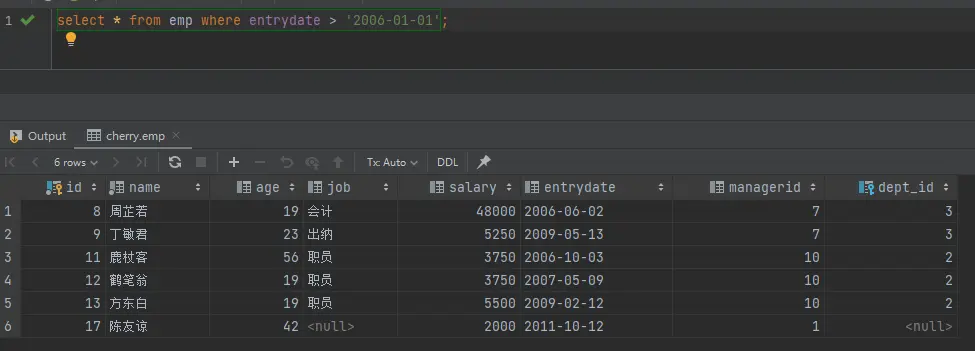 1 select * from emp where entrydate > '2006-01-01';
Output cherry.emp
6 rows Tx: Auto DDL
id name age job salary entrydate managerid dept_id
1 8 周芷若 19 会计 48000 2006-06-02 7 3
2 9 丁敏君 23 出纳 5250 2009-05-13 7 3
3 11 鹿杖客 56 职员 3750 2006-10-03 10 2
4 12 鹤笔翁 19 职员 3750 2007-05-09 10 2
5 13 方东白 19 职员 5500 2009-02-12 10 2
6 17 陈友谅 42 <null> 2000 2011-10-12 1 <null>